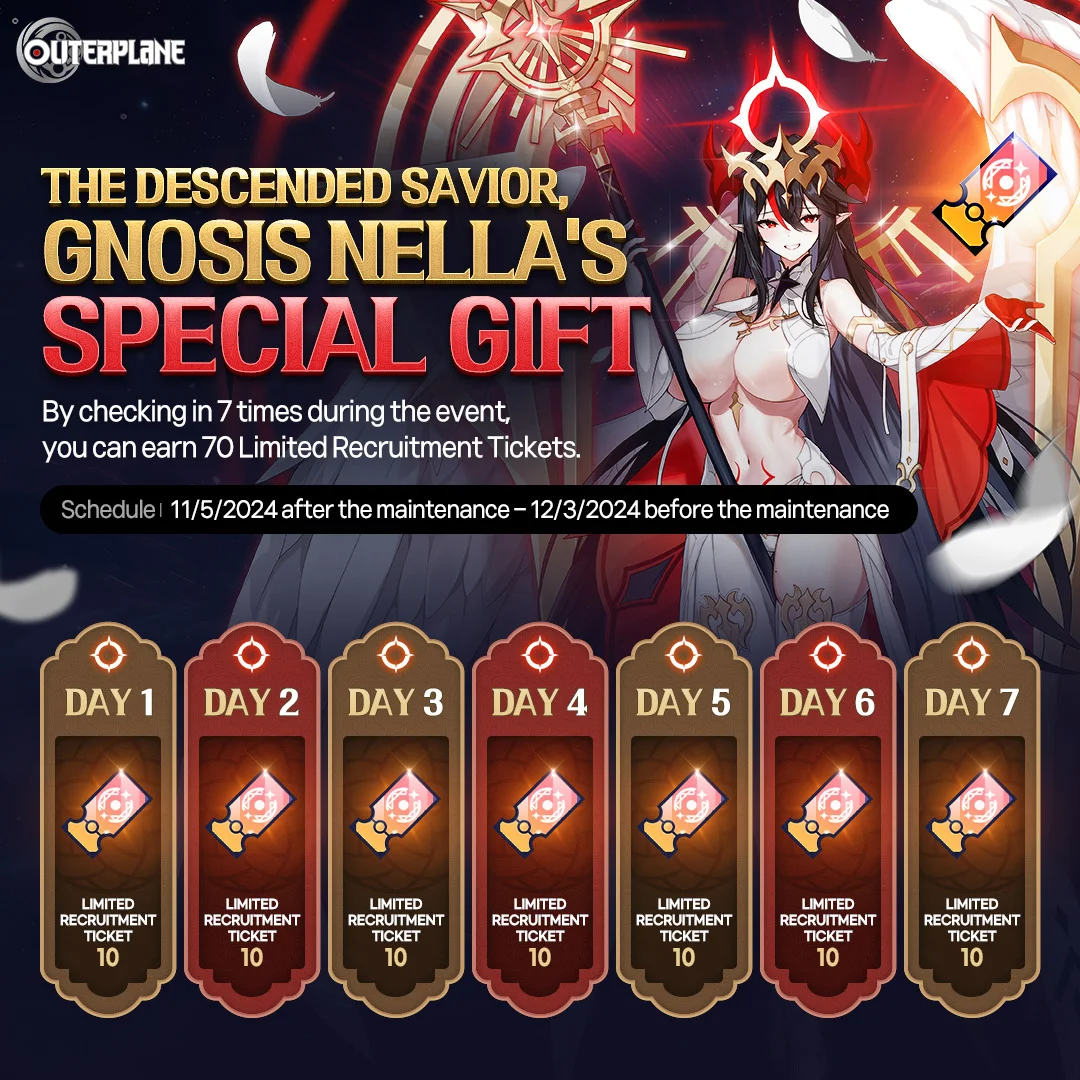 OUTERPLANE
THE DESCENDED SAVIOR,
GNOSIS NELLA'S
SPECIAL GIFT
By checking in 7 times during the event,
you can earn 70 Limited Recruitment Tickets.
Schedule | 11/5/2024 after the maintenance – 12/3/2024 before the maintenance
DAY 1
LIMITED
RECRUITMENT
TICKET
10
DAY 2
LIMITED
RECRUITMENT
TICKET
10
DAY 3
LIMITED
RECRUITMENT
TICKET
10
DAY 4
LIMITED
RECRUITMENT
TICKET
10
DAY 5
LIMITED
RECRUITMENT
TICKET
10
DAY 6
LIMITED
RECRUITMENT
TICKET
10
DAY 7
LIMITED
RECRUITMENT
TICKET
10